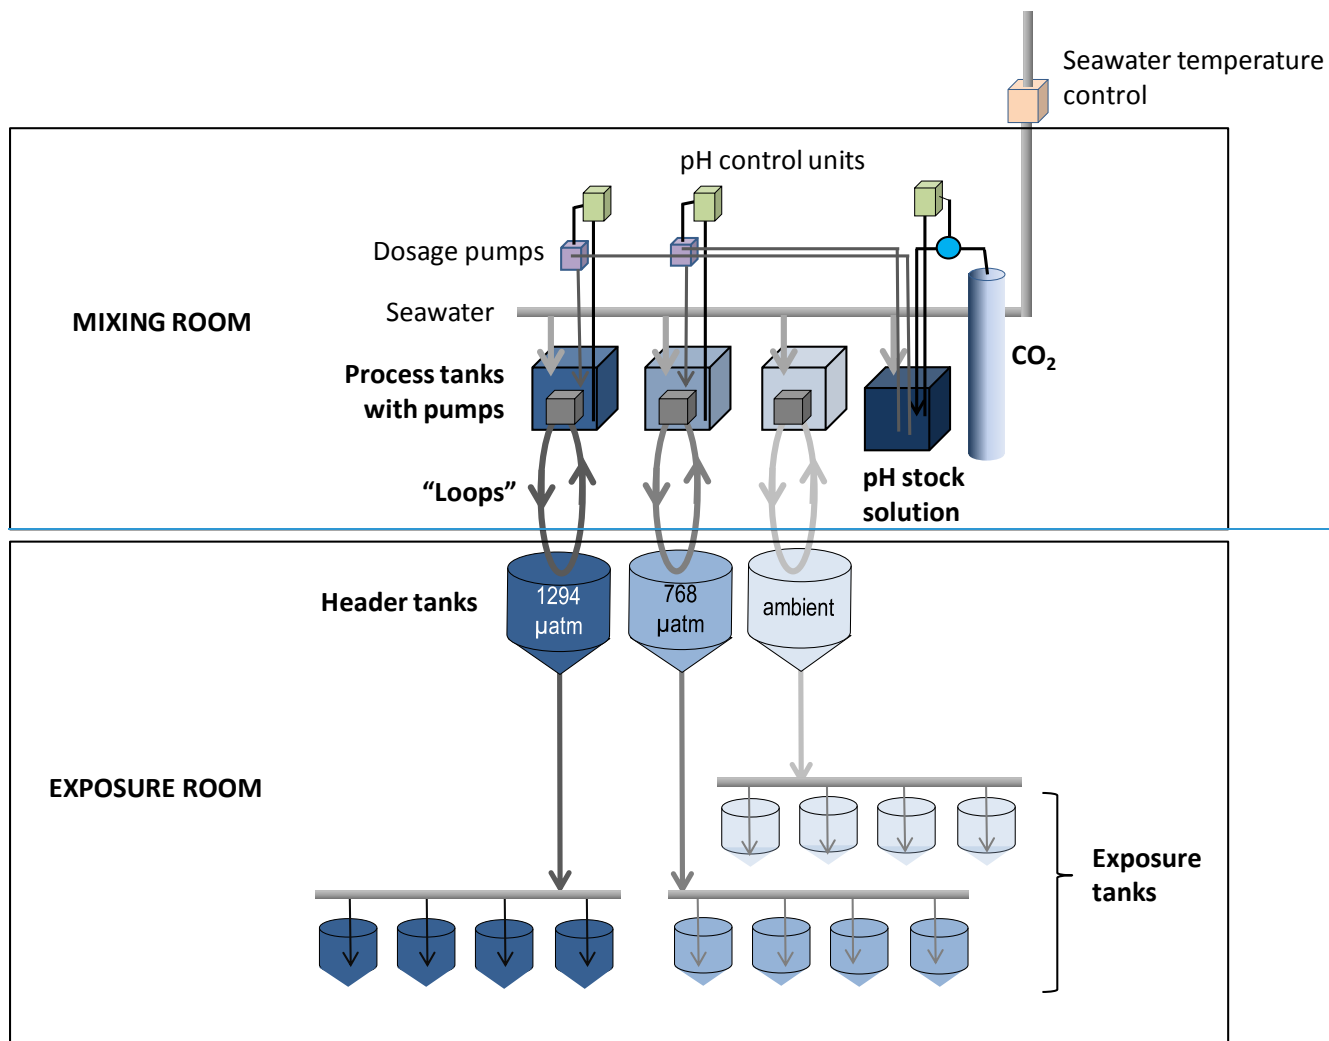 Seawater temperature
control
pH control units
Dosage pumps
Seawater
MIXING ROOM
CO₂
Process tanks
with pumps
pH stock
solution
“Loops”
Header tanks
1294
µatm
768
µatm
ambient
EXPOSURE ROOM
Exposure
tanks